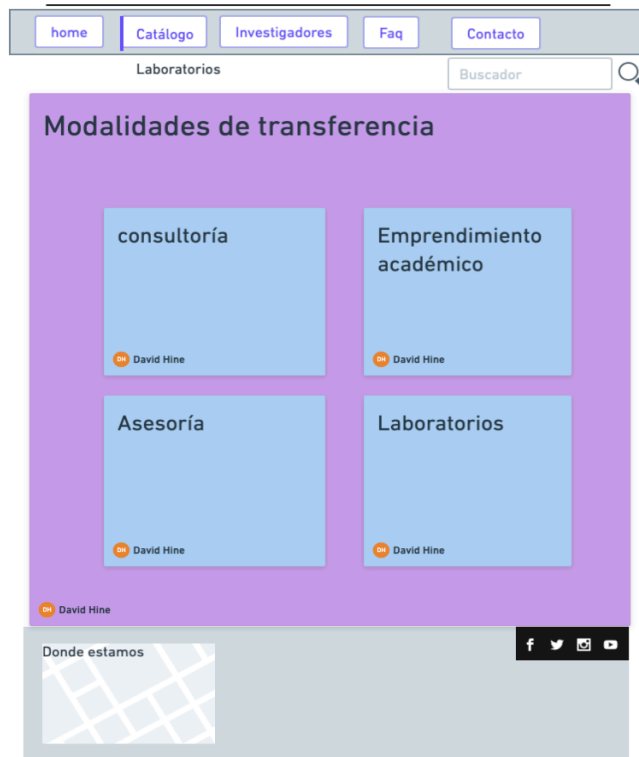 home
Catálogo
Investigadores
Faq
Contacto
Laboratorios
Buscador
Modalidades de transferencia
consultoría
DH David Hine
Emprendimiento
académico
DH David Hine
Asesoría
DH David Hine
Laboratorios
DH David Hine
DH David Hine
Donde estamos